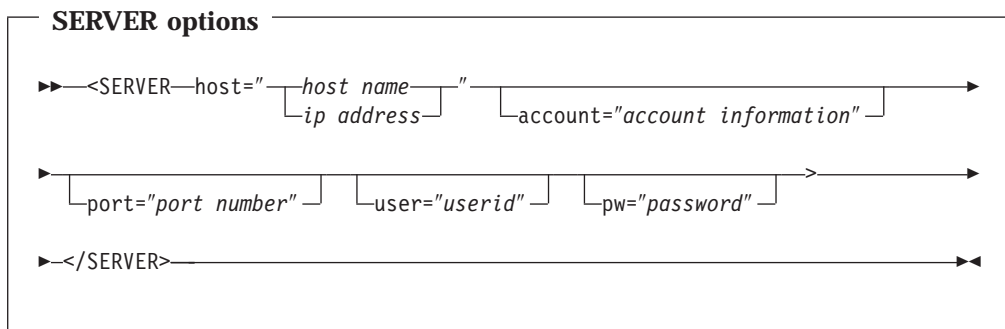 SERVER options
<SERVER host=" host name " 
ip address account="account information"
>
port="port number" user="userid" pw="password"
</SERVER>